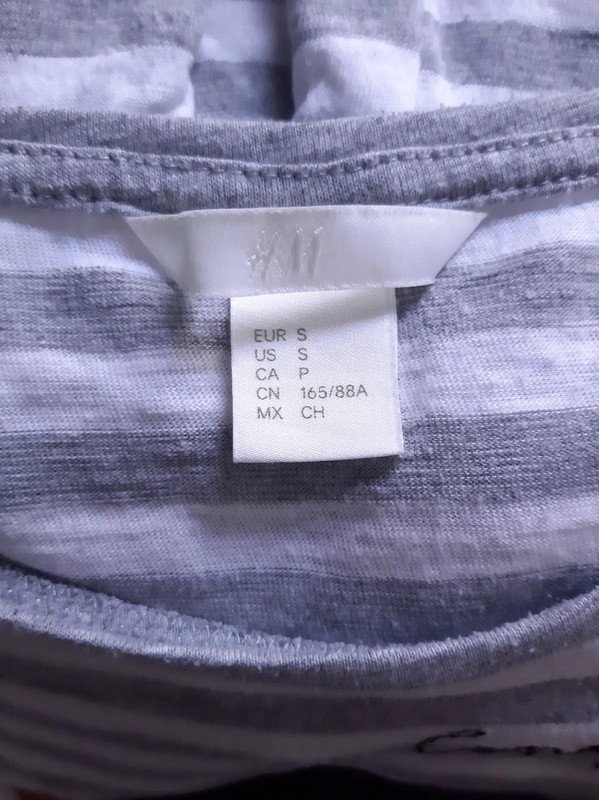 H&M
EUR S
US S
CA P
CN 165/88A
MX CH